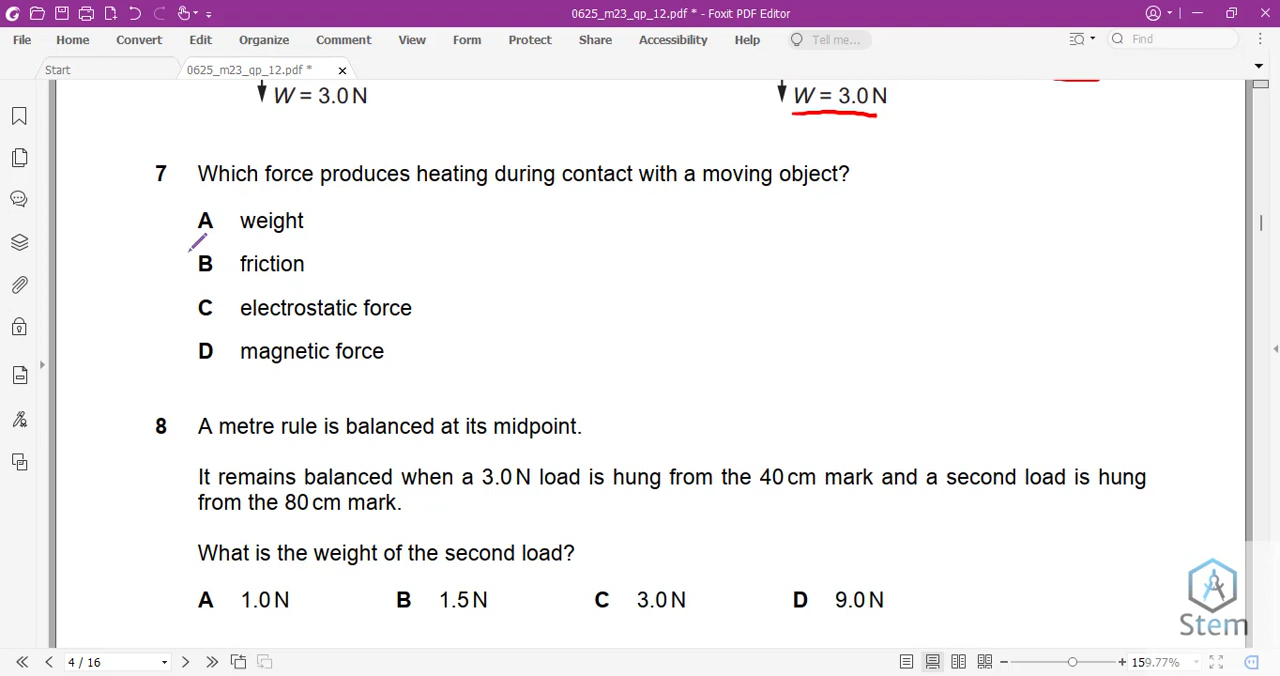 0625_m23_qp_12.pdf * - Foxit PDF Editor
File Home Convert Edit Organize Comment View Form Protect Share Accessibility Help Tell me... Find
Start 0625_m23_qp_12.pdf *
W = 3.0 N W = 3.0 N
7 Which force produces heating during contact with a moving object?
A weight
B friction
C electrostatic force
D magnetic force
8 A metre rule is balanced at its midpoint.
It remains balanced when a 3.0 N load is hung from the 40 cm mark and a second load is hung
from the 80 cm mark.
What is the weight of the second load?
A 1.0 N B 1.5 N C 3.0 N D 9.0 N
Stem
4 / 16 159.77%